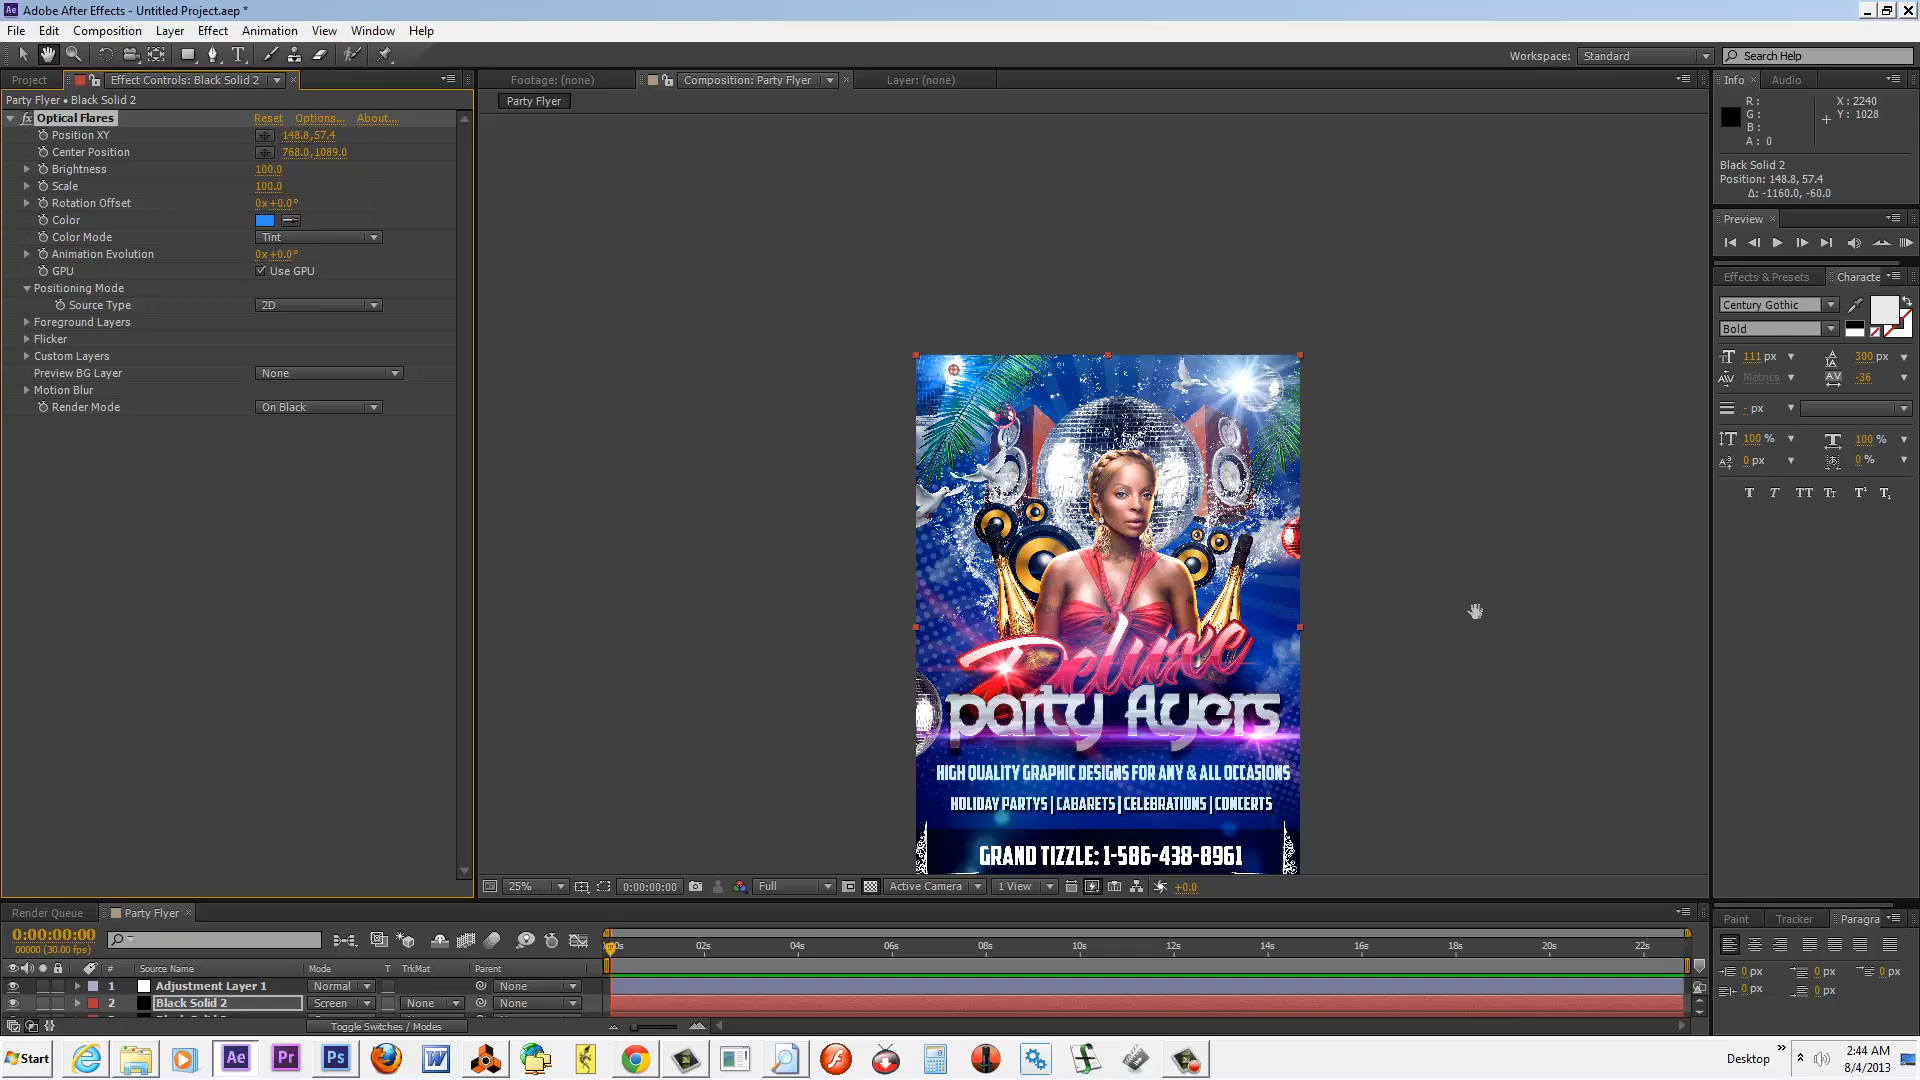 Adobe After Effects - Untitled Project.aep *
File Edit Composition Layer Effect Animation View Window Help
Workspace: Standard Search Help
Project Effect Controls: Black Solid 2 Footage: (none) Composition: Party Flyer Layer: (none) Info Audio
Party Flyer • Black Solid 2
Party Flyer
Optical Flares Reset Options... About...
Position XY 148.8,57.4
Center Position 768.0,1089.0
Brightness 100.0
Scale 100.0
Rotation Offset 0x+0.0°
Color
Color Mode Tint
Animation Evolution 0x+0.0°
GPU Use GPU
Positioning Mode
Source Type 2D
Foreground Layers
Flicker
Custom Layers
Preview BG Layer None
Motion Blur
Render Mode On Black
Deluxe
party flyers
HIGH QUALITY GRAPHIC DESIGNS FOR ANY & ALL OCCASIONS
HOLIDAY PARTYS | CABARETS | CELEBRATIONS | CONCERTS
GRAND TIZZLE: 1-586-438-8961
25% 0:00:00:00 Full Active Camera 1 View +0.0
R: X: 2240
G: Y: 1028
B:
A: 0
Black Solid 2
Position: 148.8, 57.4
Δ: -1160.0, -60.0
Preview
Effects & Presets Characte
Century Gothic
Bold
111 px 300 px
Metrics -36
- px
100 % 100 %
0 px 0 %
T T TT Tt T¹ T₁
Render Queue Party Flyer
0:00:00:00
00000 (30.00 fps)
02s 04s 06s 08s 10s 12s 14s 16s 18s 20s 22s
# Source Name Mode T TrkMat Parent
1 Adjustment Layer 1 Normal None
2 Black Solid 2 Screen None None
Toggle Switches / Modes
Paint Tracker Paragra
0 px 0 px 0 px
0 px 0 px
Start Ae Pr Ps Desktop 2:44 AM
8/4/2013